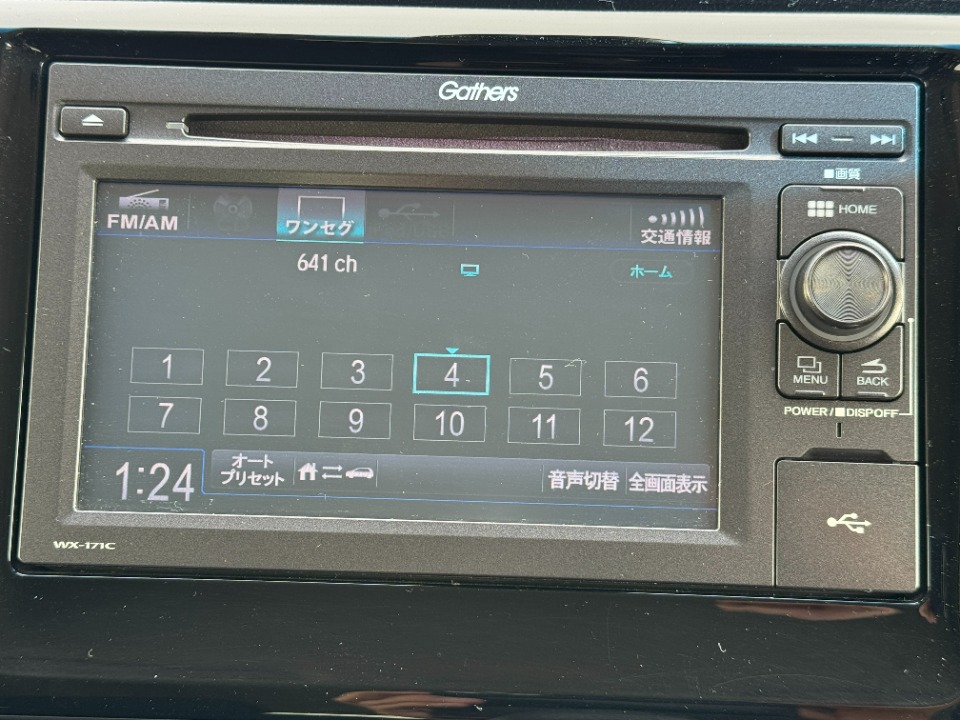 Gathers
■画質
HOME
FM/AM
ワンセグ
交通情報
641 ch
ホーム
1 2 3 4 5 6
7 8 9 10 11 12
MENU
BACK
POWER/■DISP OFF
1:24
オート
プリセット
音声切替
全画面表示
WX-171C